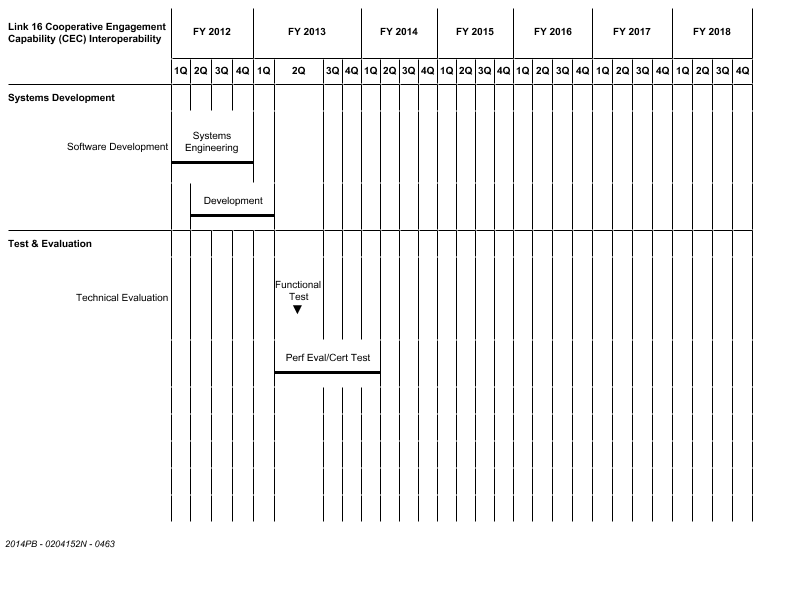 Link 16 Cooperative Engagement
Capability (CEC) Interoperability
FY 2012 FY 2013 FY 2014 FY 2015 FY 2016 FY 2017 FY 2018
1Q 2Q 3Q 4Q 1Q 2Q 3Q 4Q 1Q 2Q 3Q 4Q 1Q 2Q 3Q 4Q 1Q 2Q 3Q 4Q 1Q 2Q 3Q 4Q 1Q 2Q 3Q 4Q
Systems Development
Systems
Engineering
Software Development
Development
Test & Evaluation
Functional
Test
Technical Evaluation
Perf Eval/Cert Test
2014PB - 0204152N - 0463